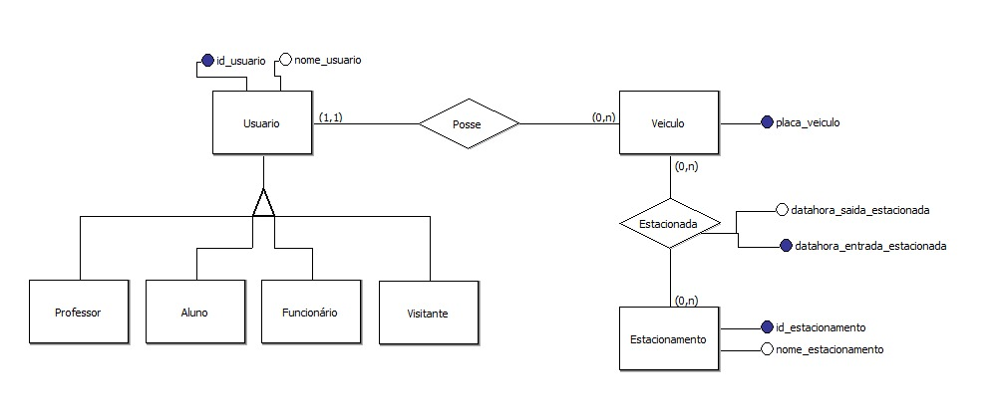 id_usuario
nome_usuario
Usuario
(1,1)
Posse
(0,n)
Veiculo
placa_veiculo
(0,n)
datahora_saida_estacionada
Estacionada
datahora_entrada_estacionada
(0,n)
Professor
Aluno
Funcionário
Visitante
Estacionamento
id_estacionamento
nome_estacionamento